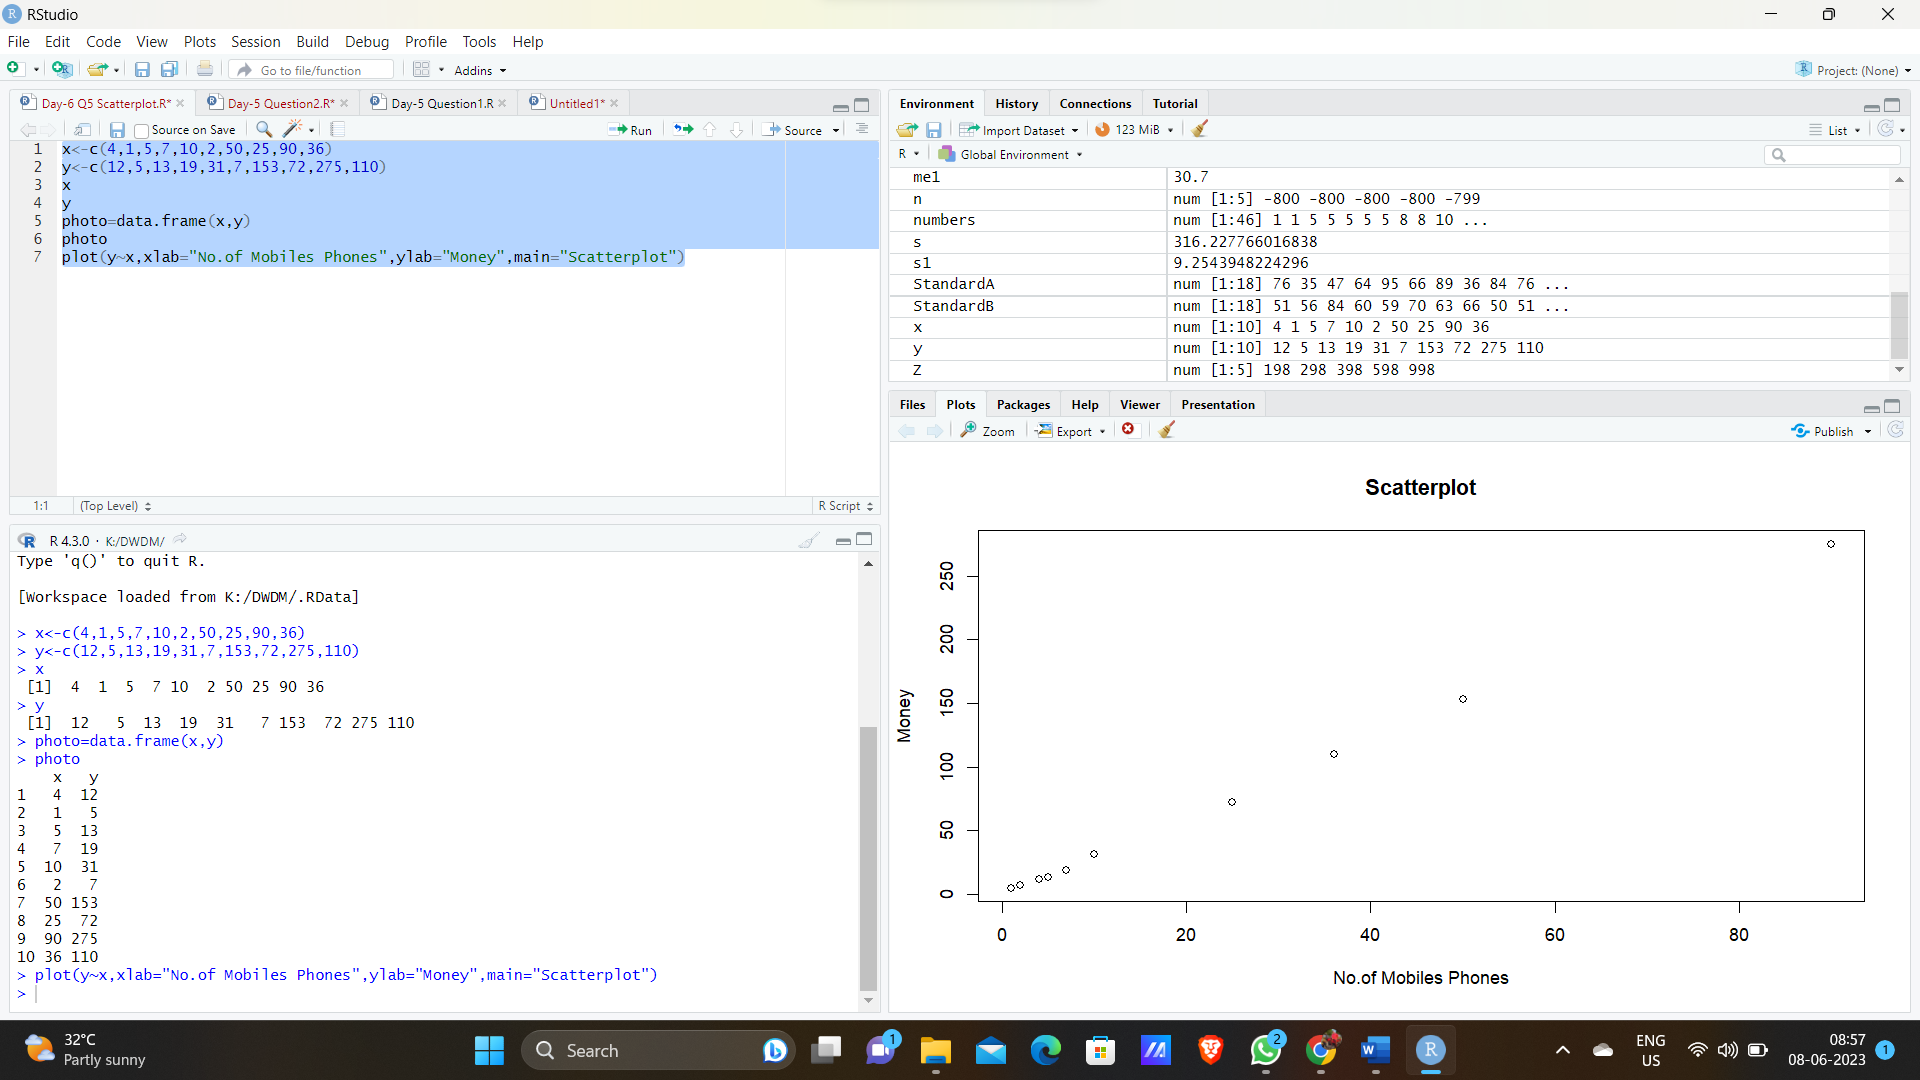 RStudio
File Edit Code View Plots Session Build Debug Profile Tools Help
Go to file/function Addins Project: (None)
Day-6 Q5 Scatterplot.R* Day-5 Question2.R* Day-5 Question1.R Untitled1*
Source on Save Run Source
1 x<-c(4,1,5,7,10,2,50,25,90,36)
2 y<-c(12,5,13,19,31,7,153,72,275,110)
3 x
4 y
5 photo=data.frame(x,y)
6 photo
7 plot(y~x,xlab="No.of Mobiles Phones",ylab="Money",main="Scatterplot")
1:1 (Top Level) R Script
R 4.3.0 · K:/DWDM/
Type 'q()' to quit R.
[Workspace loaded from K:/DWDM/.RData]
> x<-c(4,1,5,7,10,2,50,25,90,36)
> y<-c(12,5,13,19,31,7,153,72,275,110)
> x
[1] 4 1 5 7 10 2 50 25 90 36
> y
[1] 12 5 13 19 31 7 153 72 275 110
> photo=data.frame(x,y)
> photo
x y
1 4 12
2 1 5
3 5 13
4 7 19
5 10 31
6 2 7
7 50 153
8 25 72
9 90 275
10 36 110
> plot(y~x,xlab="No.of Mobiles Phones",ylab="Money",main="Scatterplot")
>
Environment History Connections Tutorial
Import Dataset 123 MiB List
R Global Environment
me1 30.7
n num [1:5] -800 -800 -800 -800 -799
numbers num [1:46] 1 1 5 5 5 5 5 8 8 10 ...
s 316.227766016838
s1 9.2543948224296
StandardA num [1:18] 76 35 47 64 95 66 89 36 84 76 ...
StandardB num [1:18] 51 56 84 60 59 70 63 66 50 51 ...
x num [1:10] 4 1 5 7 10 2 50 25 90 36
y num [1:10] 12 5 13 19 31 7 153 72 275 110
Z num [1:5] 198 298 398 598 998
Files Plots Packages Help Viewer Presentation
Zoom Export Publish
Scatterplot
Money
250
200
150
100
50
0
0 20 40 60 80
No.of Mobiles Phones
32°C
Partly sunny
Search
1
2
ENG
US
08:57
08-06-2023
1